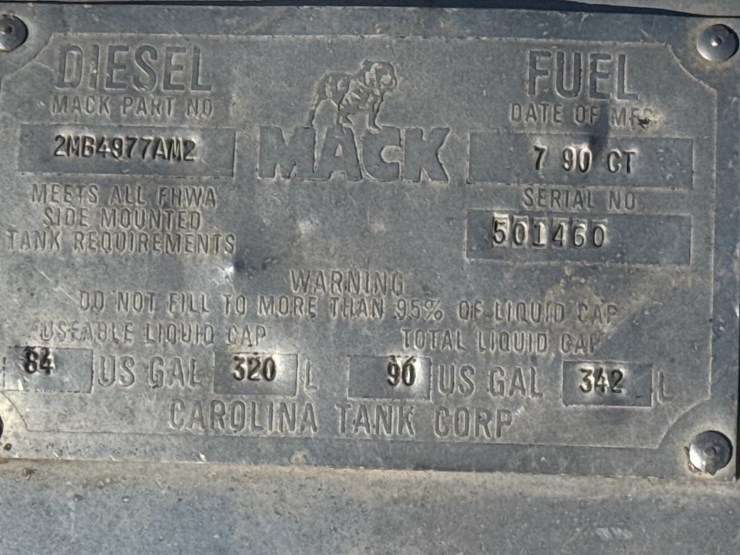 DIESEL FUEL
MACK PART NO DATE OF MFG
2MB4977AM2 MACK 7 90 CT
MEETS ALL FHWA SERIAL NO
SIDE MOUNTED 501460
TANK REQUIREMENTS
WARNING
DO NOT FILL TO MORE THAN 95% OF LIQUID CAP
USEABLE LIQUID CAP TOTAL LIQUID CAP
84 US GAL 320 L 90 US GAL 342 L
CAROLINA TANK CORP